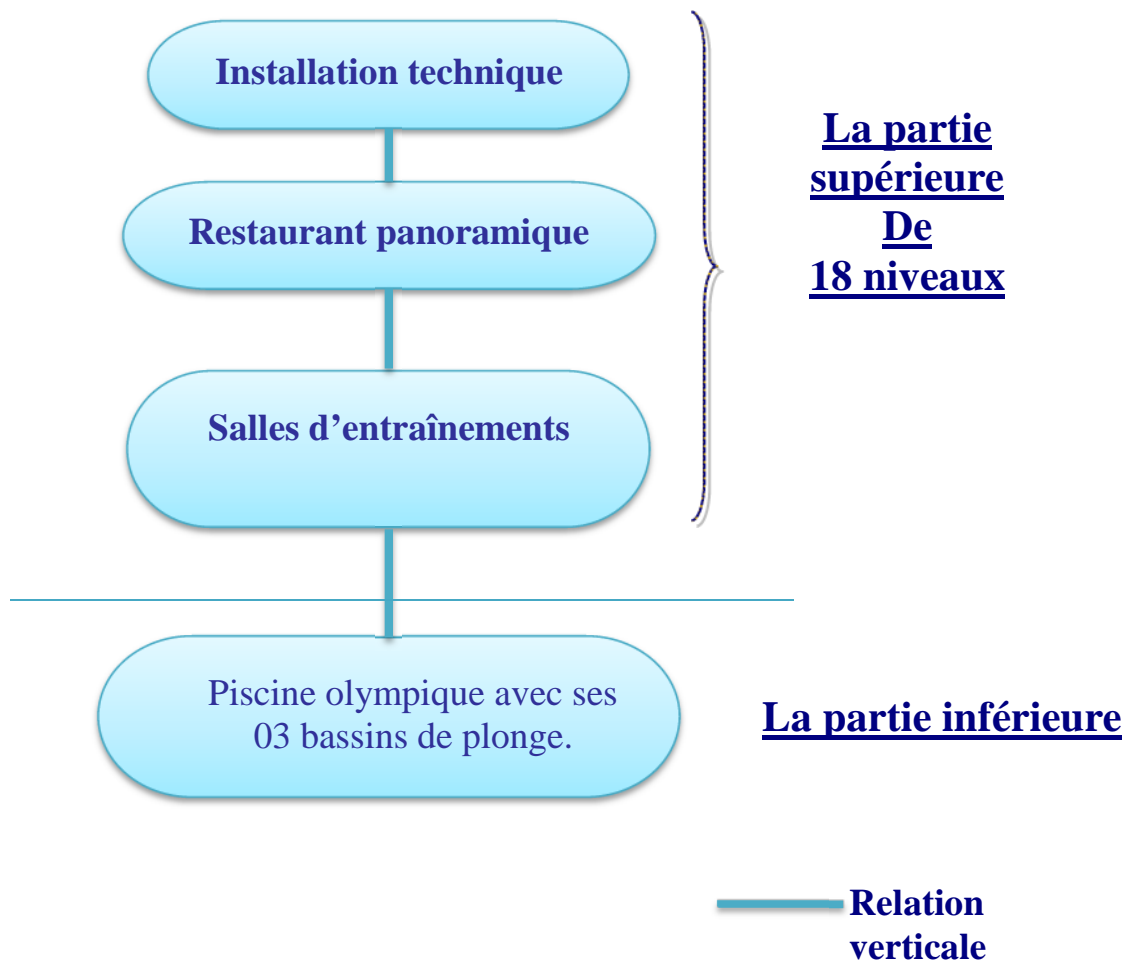 Installation technique
Restaurant panoramique
Salles d’entraînements
La partie
supérieure
De
18 niveaux
Piscine olympique avec ses
03 bassins de plonge.
La partie inférieure
Relation
verticale